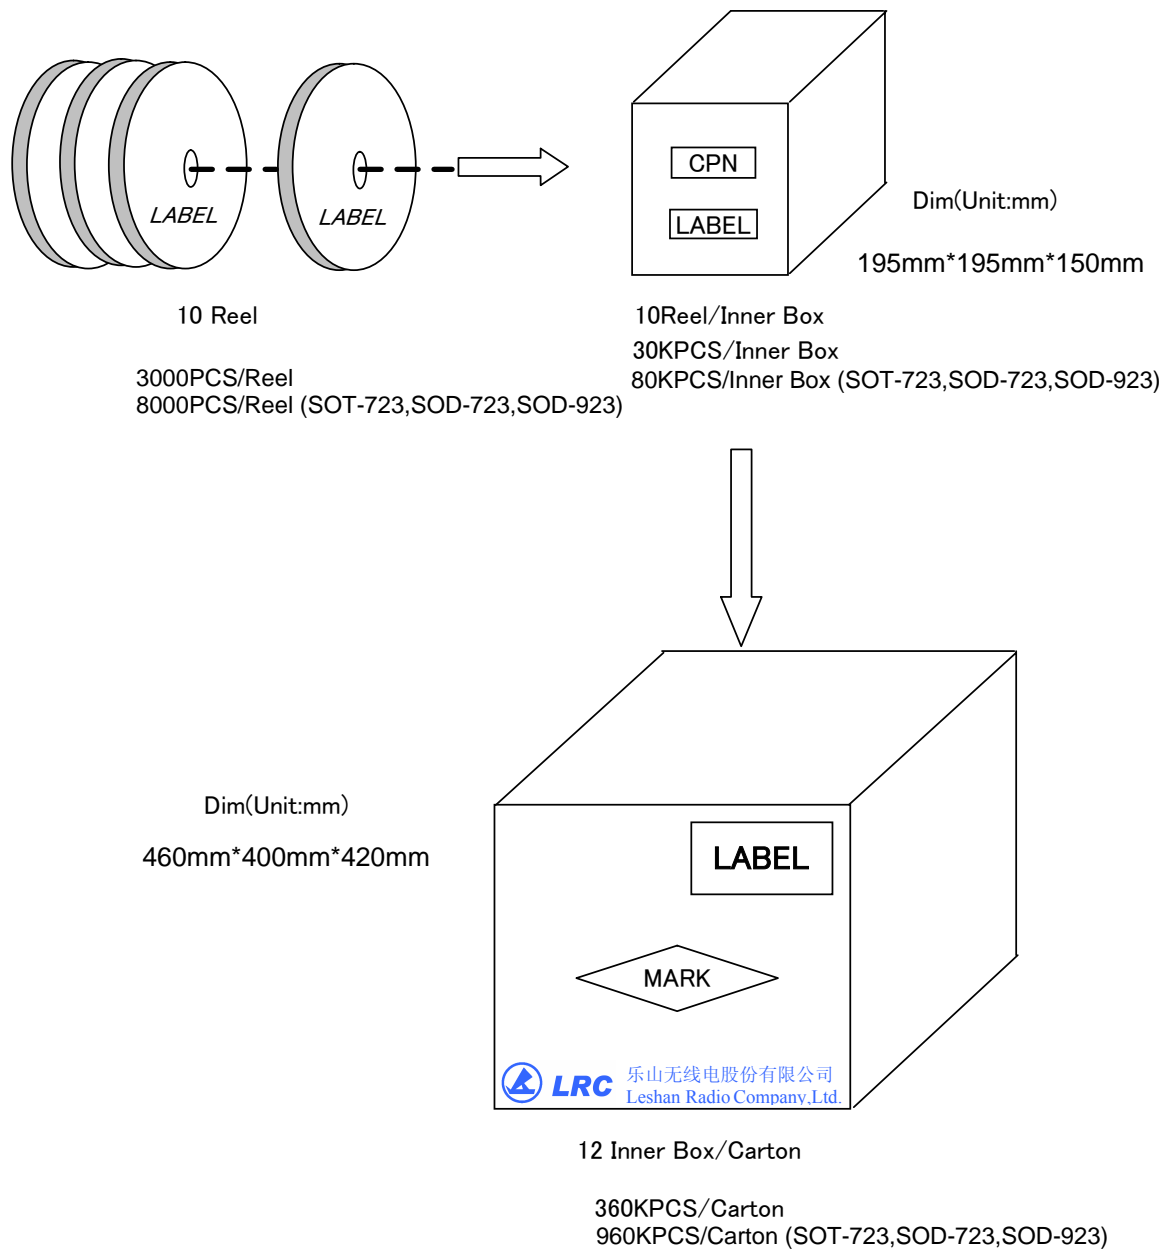 LABEL
LABEL
CPN
LABEL
Dim(Unit:mm)
195mm*195mm*150mm
10 Reel
3000PCS/Reel
8000PCS/Reel (SOT-723,SOD-723,SOD-923)
10Reel/Inner Box
30KPCS/Inner Box
80KPCS/Inner Box (SOT-723,SOD-723,SOD-923)
Dim(Unit:mm)
460mm*400mm*420mm
LABEL
MARK
LRC 乐山无线电股份有限公司
Leshan Radio Company,Ltd.
12 Inner Box/Carton
360KPCS/Carton
960KPCS/Carton (SOT-723,SOD-723,SOD-923)